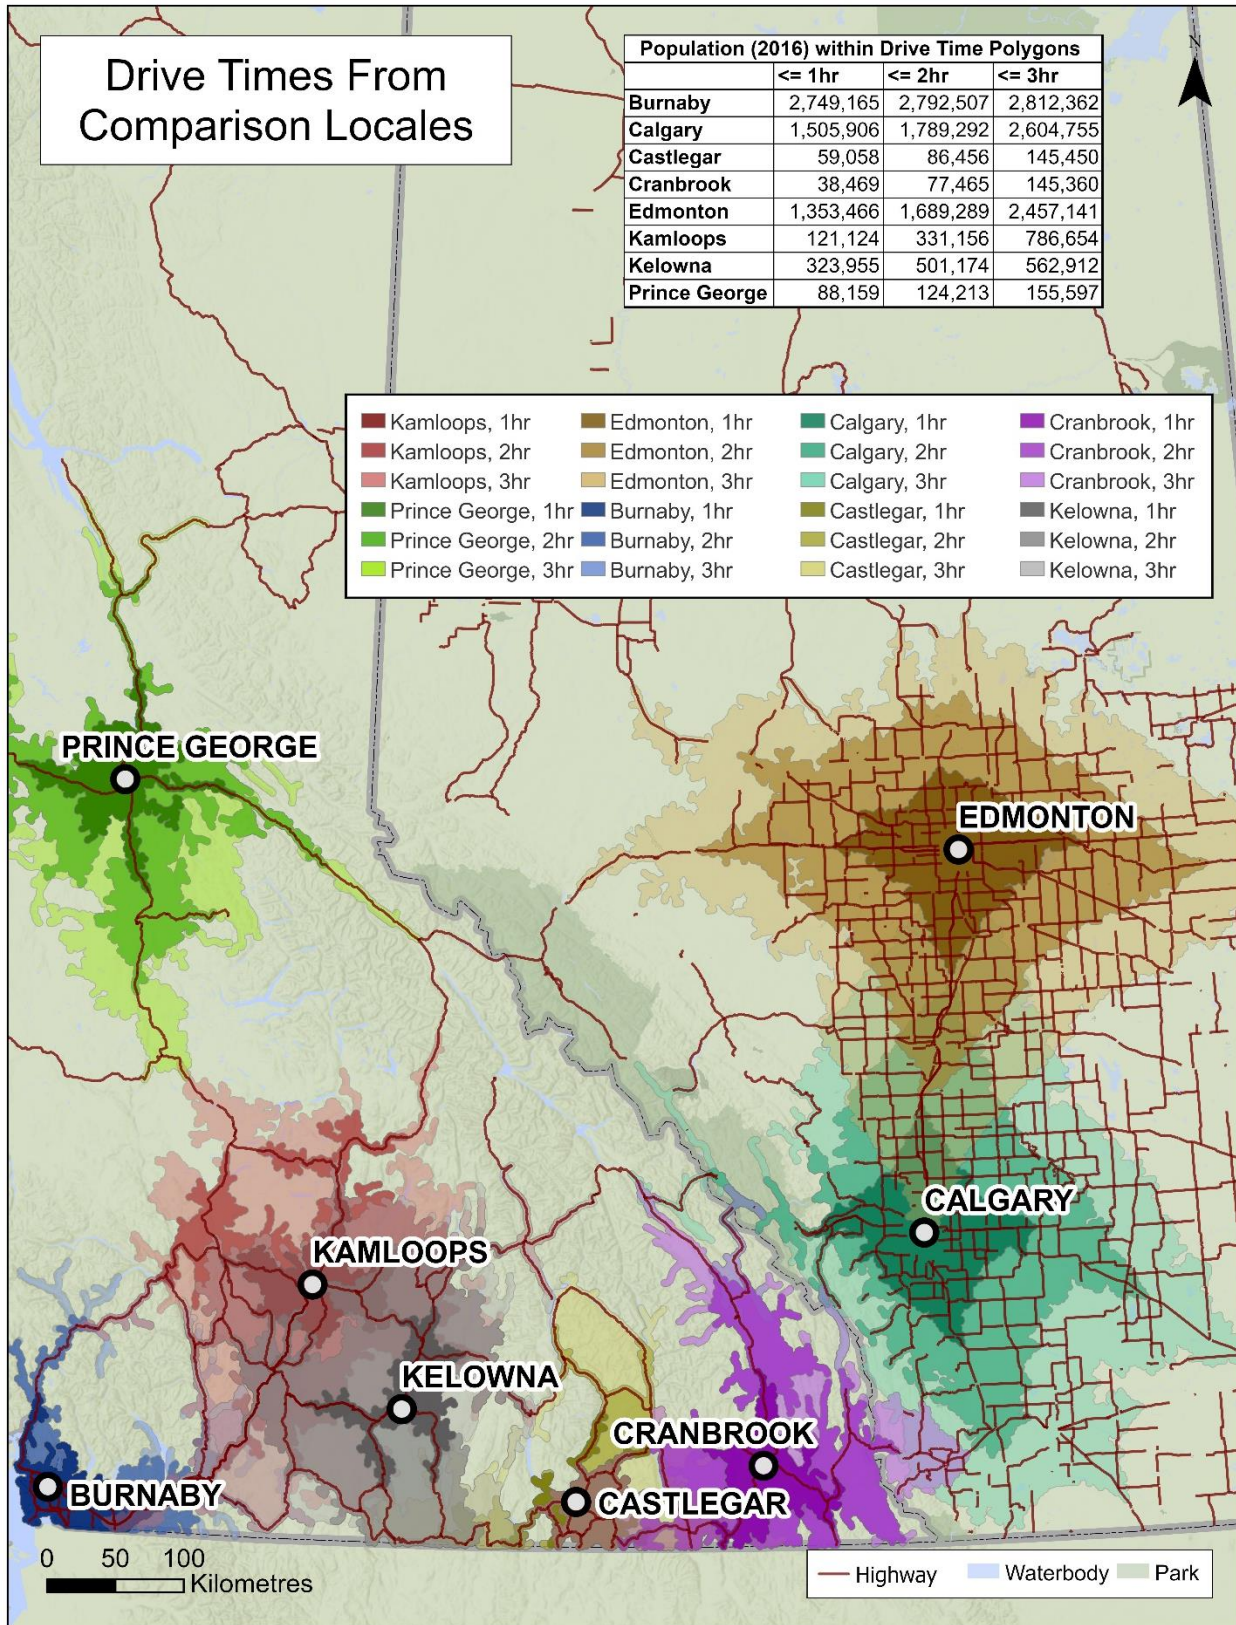 Drive Times From
Comparison Locales
N
Population (2016) within Drive Time Polygons
<= 1hr <= 2hr <= 3hr
Burnaby 2,749,165 2,792,507 2,812,362
Calgary 1,505,906 1,789,292 2,604,755
Castlegar 59,058 86,456 145,450
Cranbrook 38,469 77,465 145,360
Edmonton 1,353,466 1,689,289 2,457,141
Kamloops 121,124 331,156 786,654
Kelowna 323,955 501,174 562,912
Prince George 88,159 124,213 155,597
Kamloops, 1hr Edmonton, 1hr Calgary, 1hr Cranbrook, 1hr
Kamloops, 2hr Edmonton, 2hr Calgary, 2hr Cranbrook, 2hr
Kamloops, 3hr Edmonton, 3hr Calgary, 3hr Cranbrook, 3hr
Prince George, 1hr Burnaby, 1hr Castlegar, 1hr Kelowna, 1hr
Prince George, 2hr Burnaby, 2hr Castlegar, 2hr Kelowna, 2hr
Prince George, 3hr Burnaby, 3hr Castlegar, 3hr Kelowna, 3hr
PRINCE GEORGE
EDMONTON
CALGARY
KAMLOOPS
KELOWNA
CRANBROOK
BURNABY
CASTLEGAR
0 50 100
Kilometres
Highway Waterbody Park